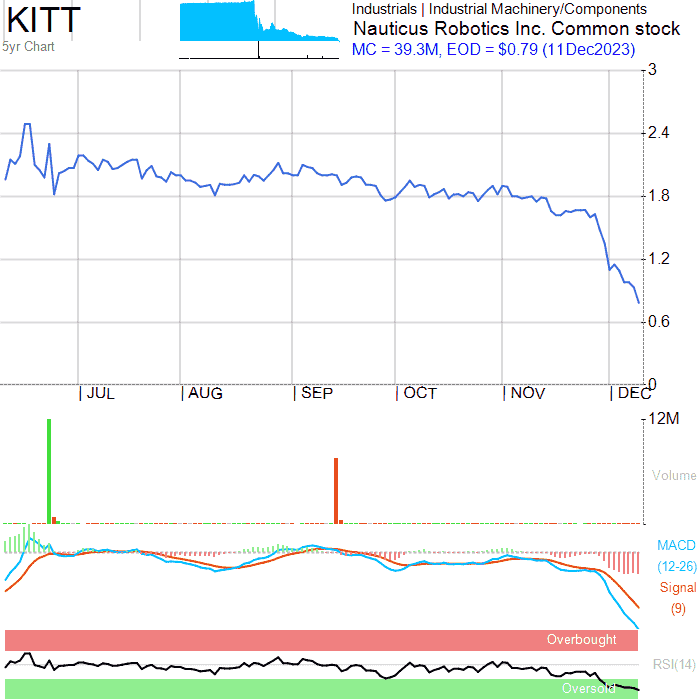 KITT
5yr Chart
Industrials | Industrial Machinery/Components
Nauticus Robotics Inc. Common stock
MC = 39.3M, EOD = $0.79 (11Dec2023)
3
2.4
1.8
1.2
0.6
0
JUL AUG SEP OCT NOV DEC
12M
Volume
MACD
(12-26)
Signal
(9)
Overbought
RSI(14)
Oversold